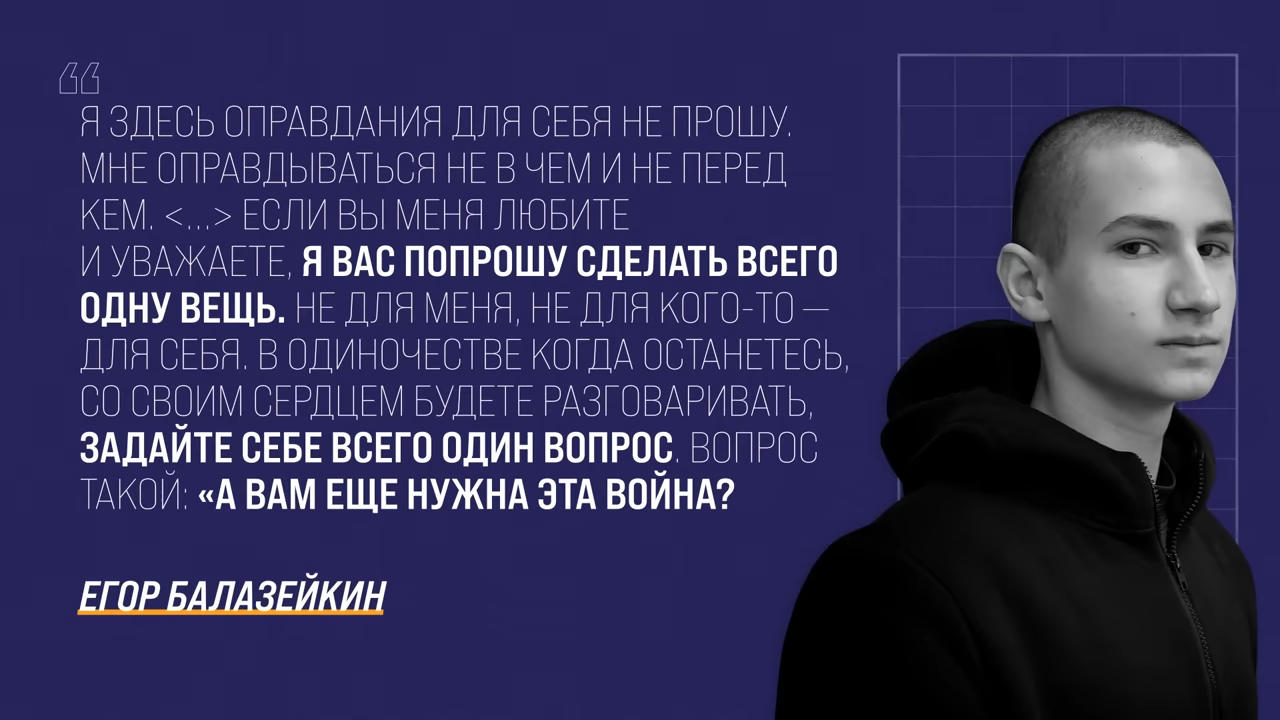 “
Я ЗДЕСЬ ОПРАВДАНИЯ ДЛЯ СЕБЯ НЕ ПРОШУ.
МНЕ ОПРАВДЫВАТЬСЯ НЕ В ЧЕМ И НЕ ПЕРЕД
КЕМ. <...> ЕСЛИ ВЫ МЕНЯ ЛЮБИТЕ
И УВАЖАЕТЕ, Я ВАС ПОПРОШУ СДЕЛАТЬ ВСЕГО
ОДНУ ВЕЩЬ. НЕ ДЛЯ МЕНЯ, НЕ ДЛЯ КОГО-ТО —
ДЛЯ СЕБЯ. В ОДИНОЧЕСТВЕ КОГДА ОСТАНЕТЕСЬ,
СО СВОИМ СЕРДЦЕМ БУДЕТЕ РАЗГОВАРИВАТЬ,
ЗАДАЙТЕ СЕБЕ ВСЕГО ОДИН ВОПРОС. ВОПРОС
ТАКОЙ: «А ВАМ ЕЩЕ НУЖНА ЭТА ВОЙНА?
ЕГОР БАЛАЗЕЙКИН